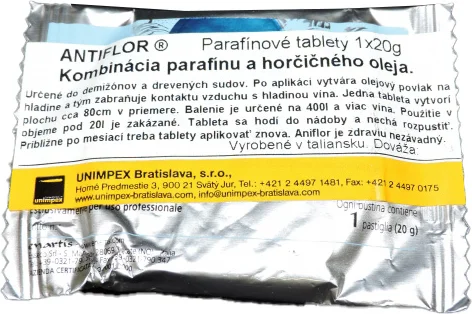 ANTIFLOR ® Parafínové tablety 1x20g
Kombinácia parafínu a horčičného oleja.
Určené do demižónov a drevených sudov. Po aplikáci vytvára olejový povlak na
hladine a tým zabraňuje kontaktu vzduchu s hladinou vína. Jedna tableta vytvorí
plochu cca 80cm v priemere. Balenie je určené na 400l a viac vína. Použitie v
objeme pod 20l je zakázané. Tableta sa hodí do nádoby a nechá rozpustiť.
Približne po mesiaci treba tablety aplikovať znova. Aniflor je zdraviu nezávadný.
Vyrobené v taliansku. Dováža:
unimpex
UNIMPEX Bratislava, s.r.o.,
Horné Predmestie 3, 900 21 Svätý Jur, Tel.: +421 2 4497 1481, Fax: +421 2 4497 0175
www.unimpex-bratislava.com, info@unimpex-bratislava.com
per uso professionale
Ogni bustina contiene
1 pastiglia (20 g)